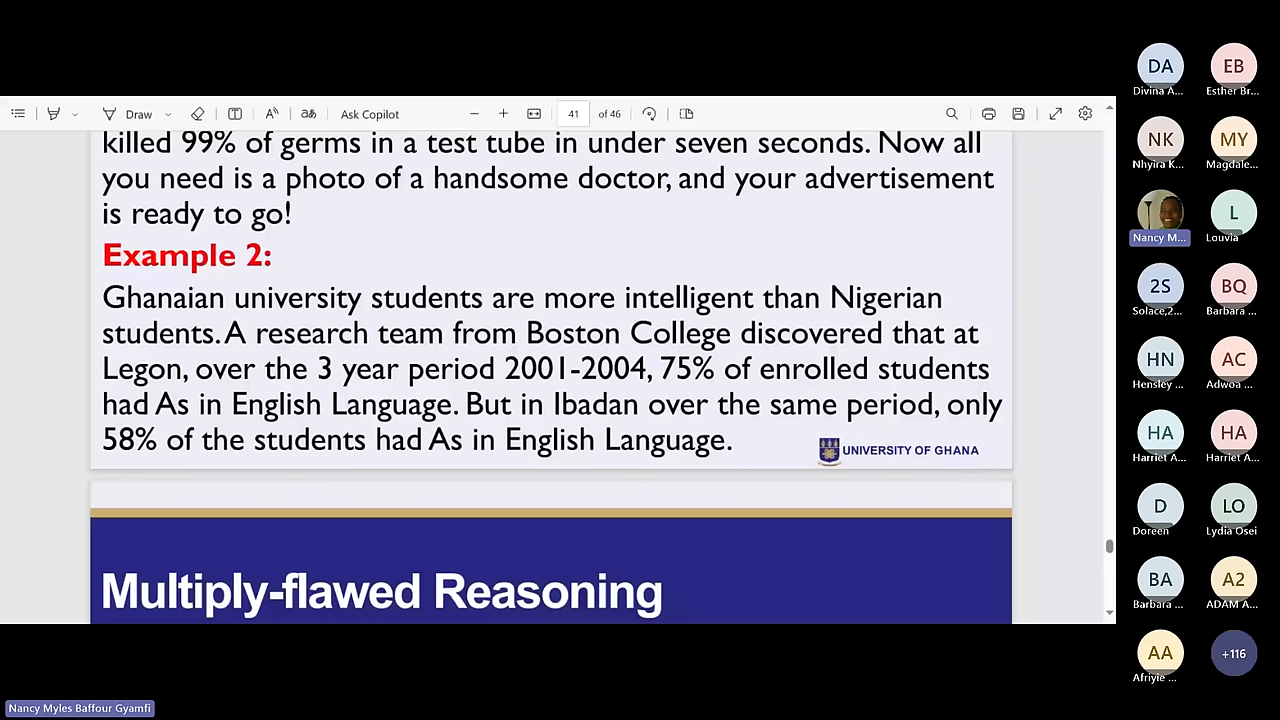 DA
EB
Divina A...
Esther Br...
Draw
Ask Copilot
41
of 46
killed 99% of germs in a test tube in under seven seconds. Now all
you need is a photo of a handsome doctor, and your advertisement
is ready to go!
Example 2:
Ghanaian university students are more intelligent than Nigerian
students. A research team from Boston College discovered that at
Legon, over the 3 year period 2001-2004, 75% of enrolled students
had As in English Language. But in Ibadan over the same period, only
58% of the students had As in English Language.
UNIVERSITY OF GHANA
Multiply-flawed Reasoning
NK
MY
Nhyira K...
Magdale...
L
Nancy M...
Louvia
2S
BQ
Solace,2...
Barbara ...
HN
AC
Hensley ...
Adwoa ...
HA
HA
Harriet A...
Harriet A...
D
LO
Doreen
Lydia Osei
BA
A2
Barbara ...
ADAM A...
AA
+116
Afriyie ...
Nancy Myles Baffour Gyamfi